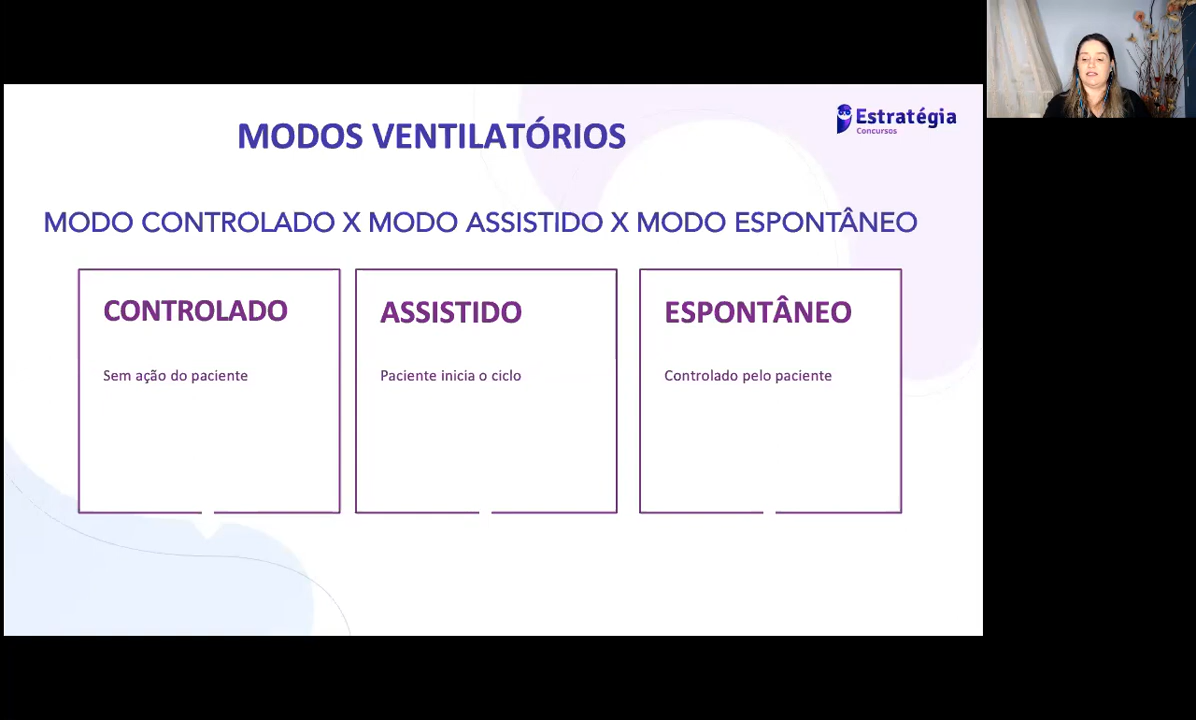 MODOS VENTILATÓRIOS
Estratégia
Concursos
MODO CONTROLADO X MODO ASSISTIDO X MODO ESPONTÂNEO
CONTROLADO
Sem ação do paciente
ASSISTIDO
Paciente inicia o ciclo
ESPONTÂNEO
Controlado pelo paciente